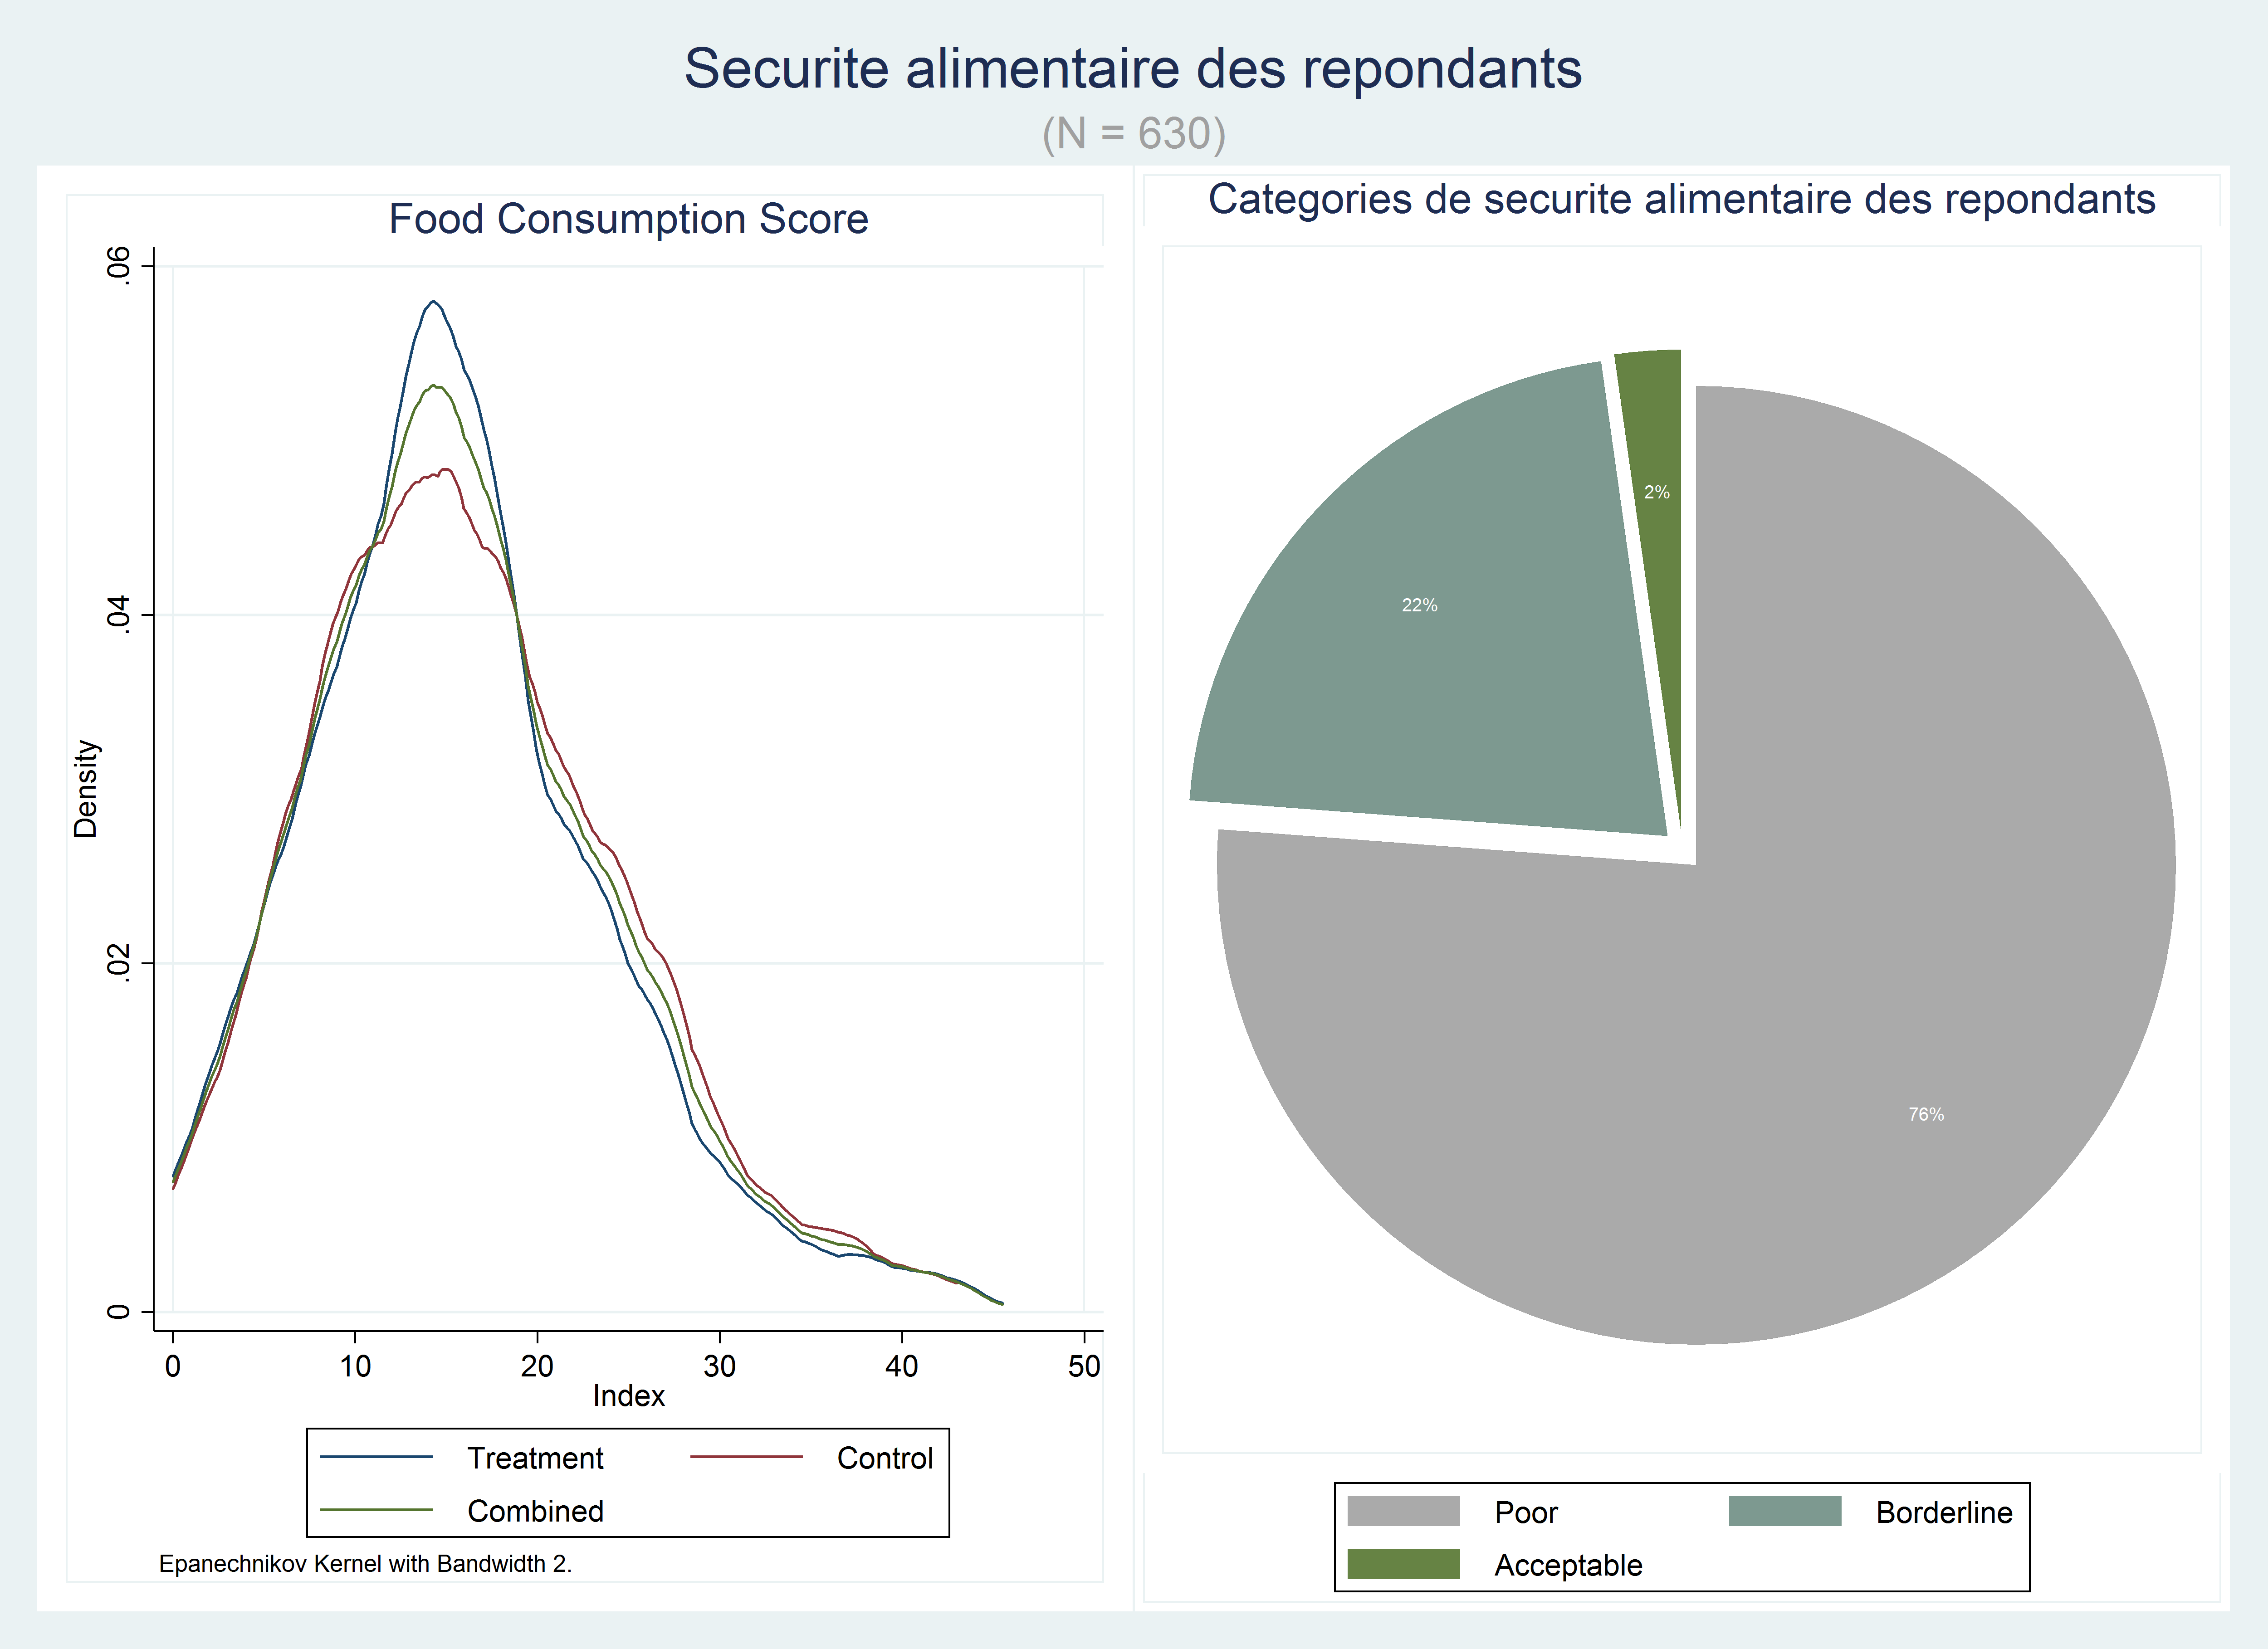 Securite alimentaire des repondants
(N = 630)
Food Consumption Score
.06
.04
.02
0
Density
0 10 20 30 40 50
Index
Treatment Control
Combined
Epanechnikov Kernel with Bandwidth 2.
Categories de securite alimentaire des repondants
2%
22%
76%
Poor Borderline
Acceptable